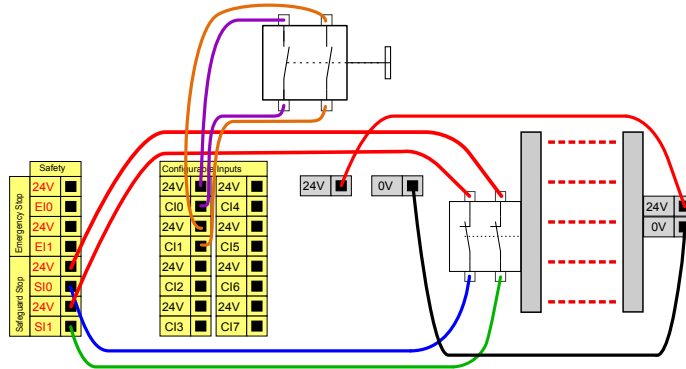 Safety
Emergency Stop
24V
EI0
24V
EI1
Safeguard Stop
24V
SI0
24V
SI1
Configurable Inputs
24V 24V
CI0 CI4
24V 24V
CI1 CI5
24V 24V
CI2 CI6
24V 24V
CI3 CI7
24V
0V
24V
0V